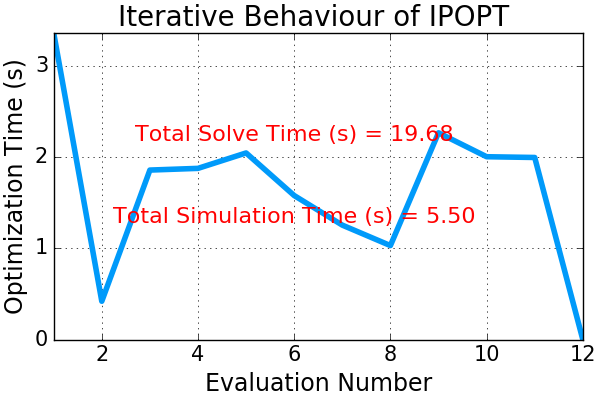 Iterative Behaviour of IPOPT
3
2
1
0
Optimization Time (s)
Total Solve Time (s) = 19.68
Total Simulation Time (s) = 5.50
2 4 6 8 10 12
Evaluation Number